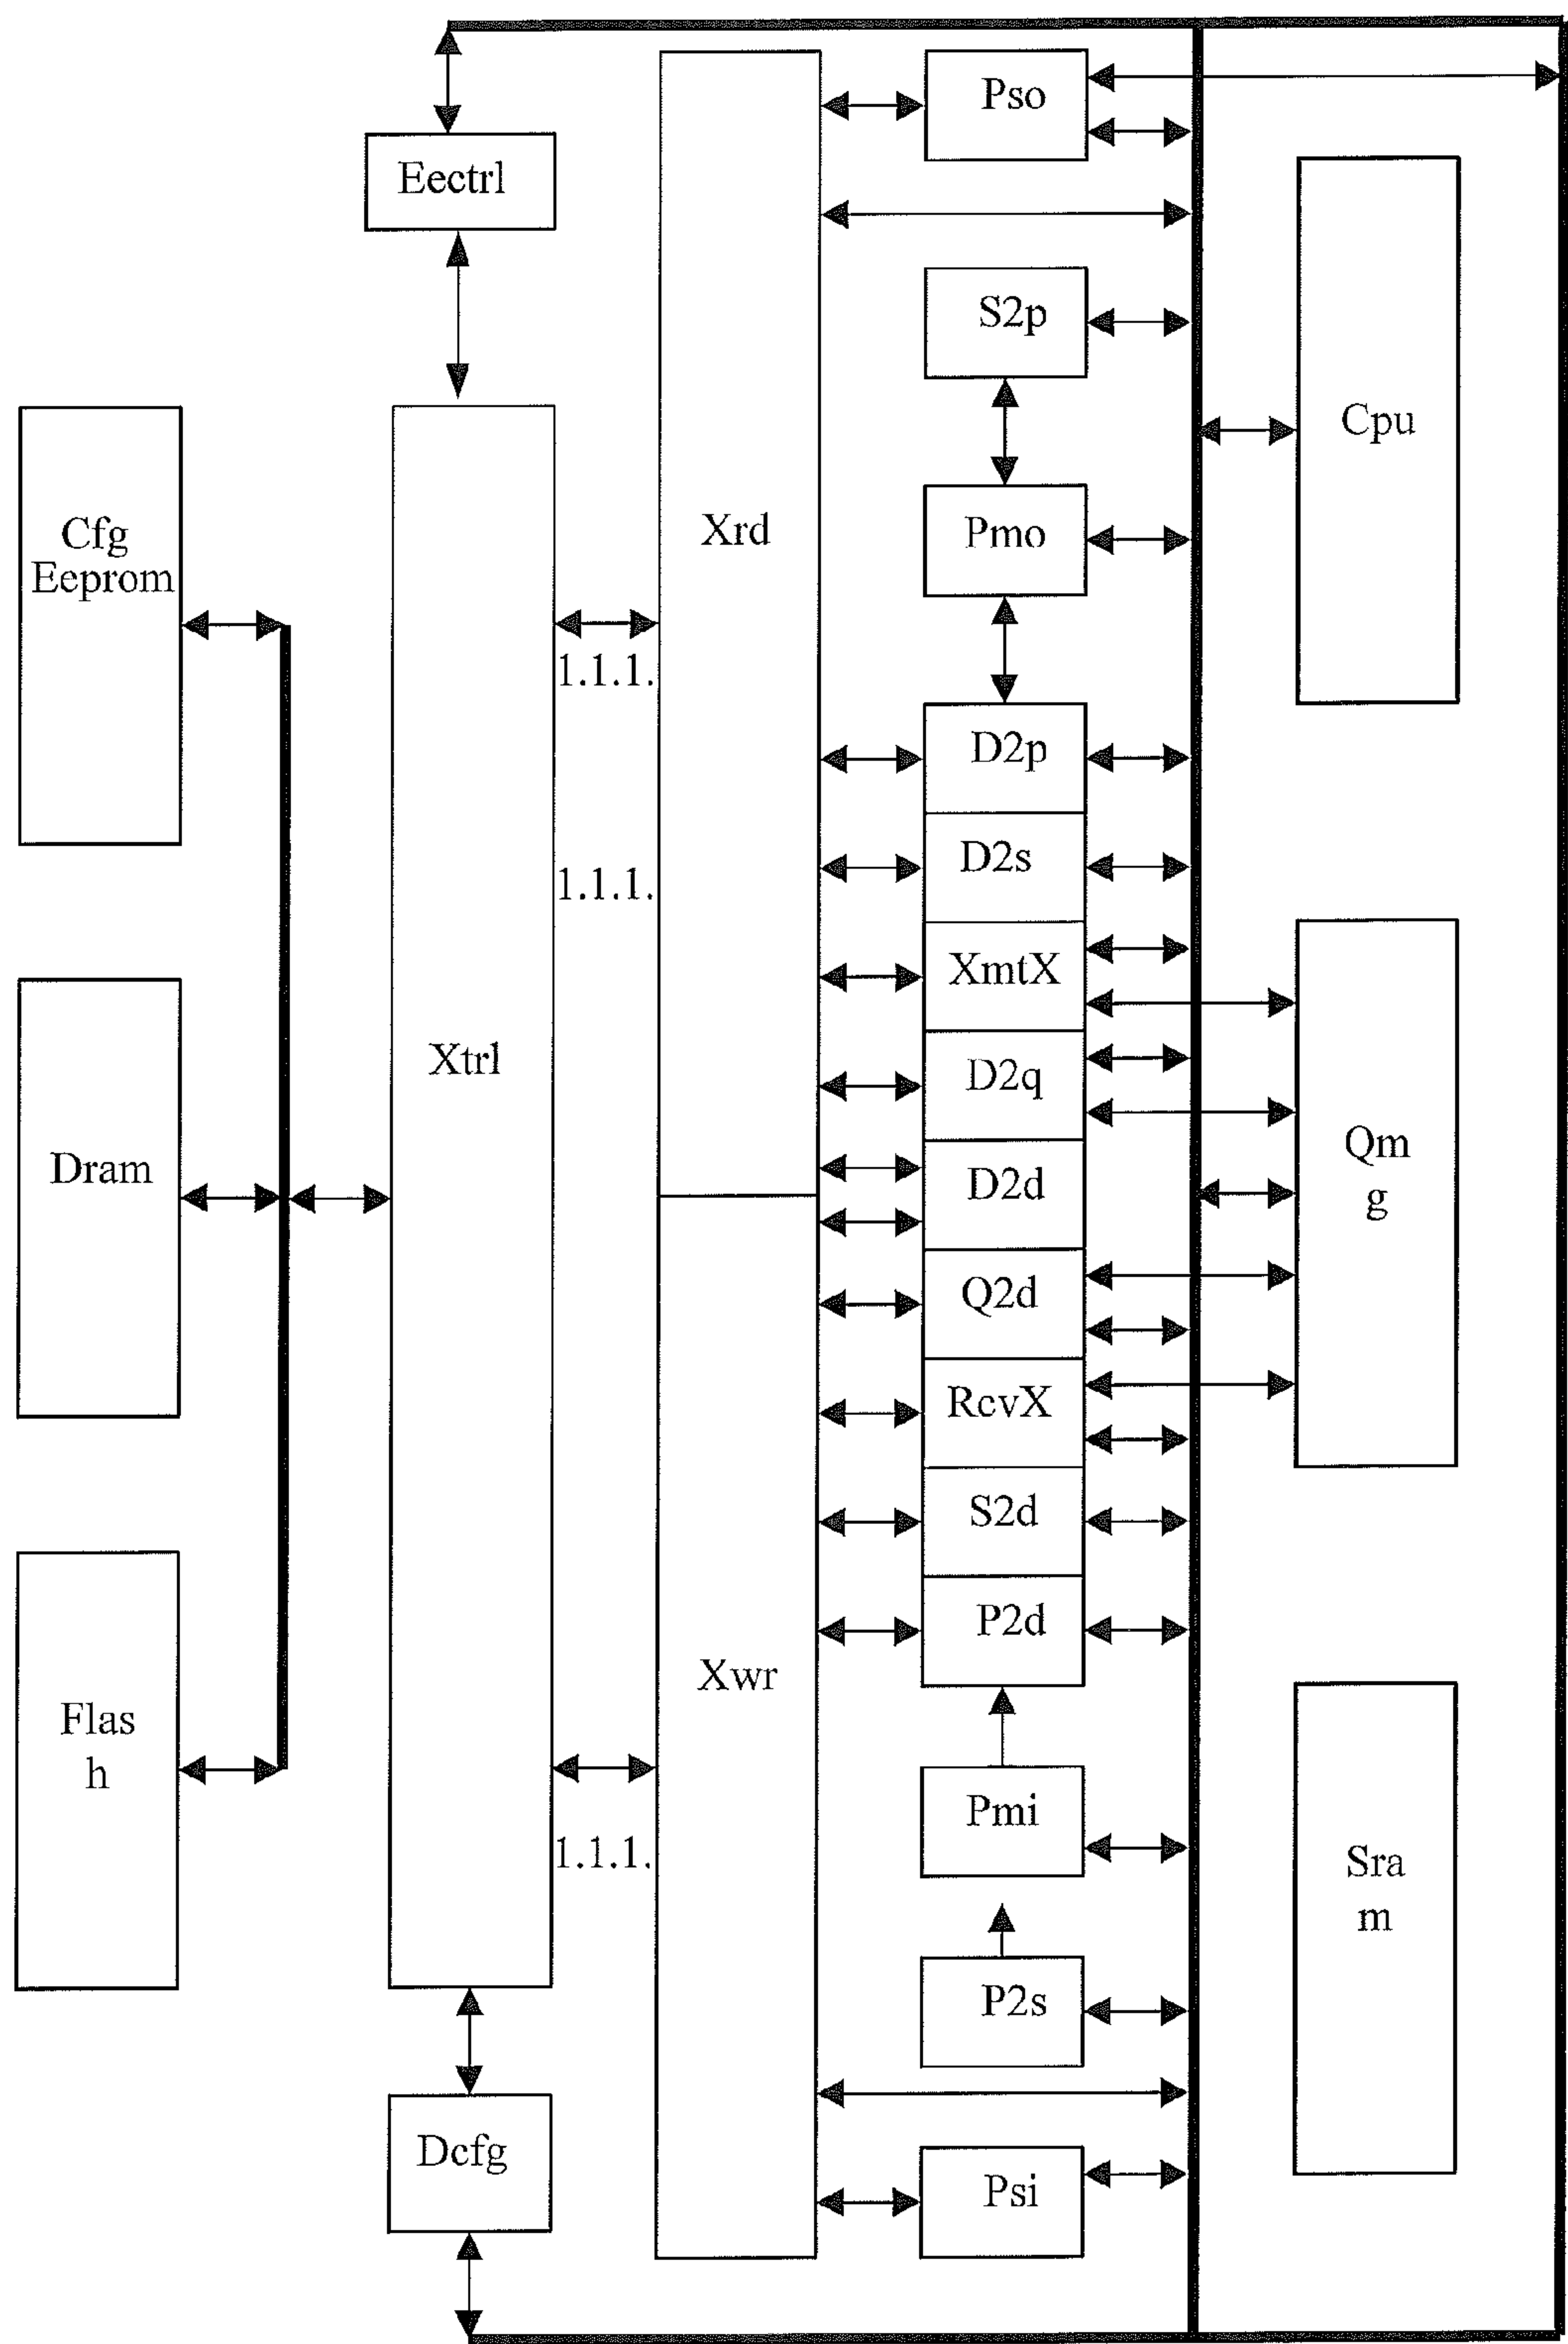 Pso
Eectrl
S2p
Cpu
Cfg
Eeprom
Xrd
Pmo
1.1.1.
D2p
D2s
1.1.1.
XmtX
Xtrl
D2q
Dram
D2d
Qm
g
Q2d
RcvX
S2d
P2d
Xwr
Flas
h
Pmi
1.1.1.
Sra
m
P2s
Dcfg
Psi